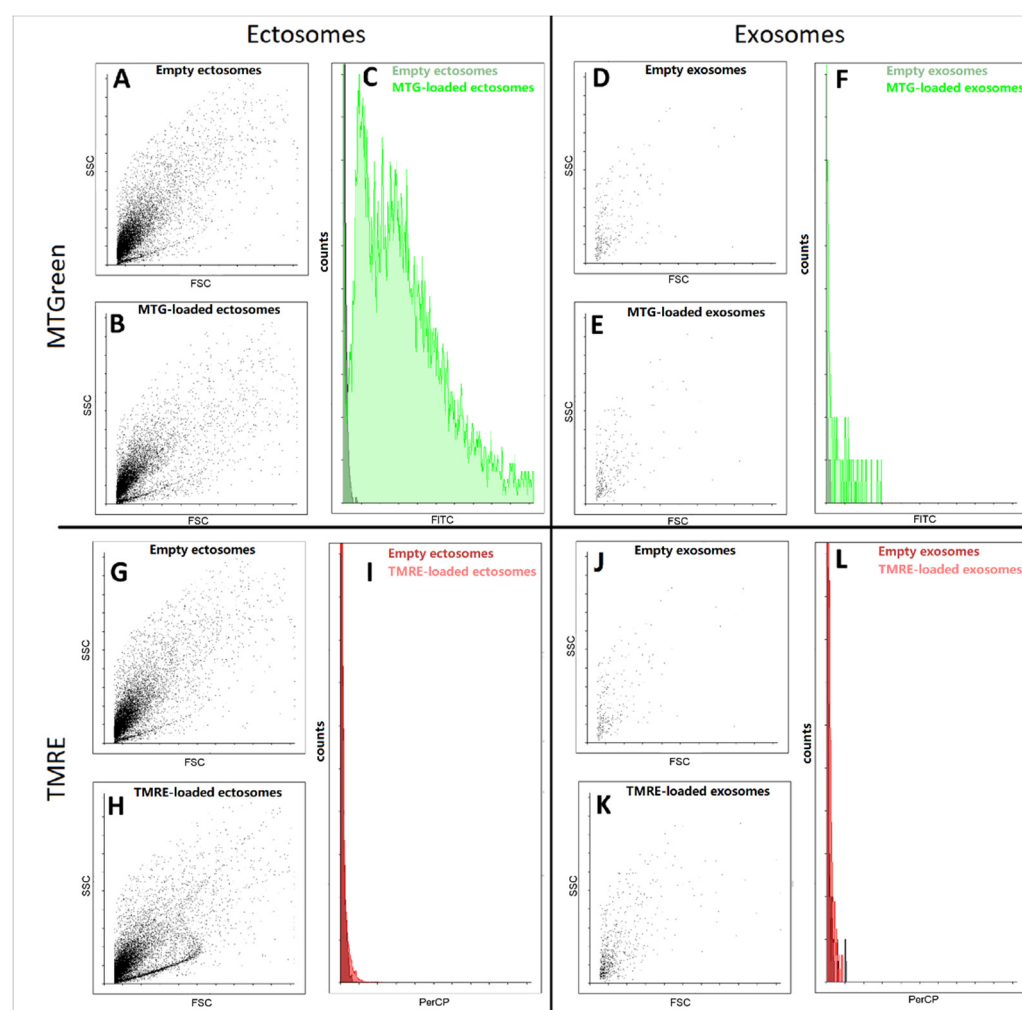 Ectosomes
Exosomes
MTGreen
A
Empty ectosomes
SSC
FSC
B
MTG-loaded ectosomes
SSC
FSC
C
Empty ectosomes
MTG-loaded ectosomes
counts
FITC
D
Empty exosomes
SSC
FSC
E
MTG-loaded exosomes
SSC
FSC
F
Empty exosomes
MTG-loaded exosomes
counts
FITC
TMRE
G
Empty ectosomes
SSC
FSC
H
TMRE-loaded ectosomes
SSC
FSC
I
Empty ectosomes
TMRE-loaded ectosomes
counts
PerCP
J
Empty exosomes
SSC
FSC
K
TMRE-loaded exosomes
SSC
FSC
L
Empty exosomes
TMRE-loaded exosomes
counts
PerCP